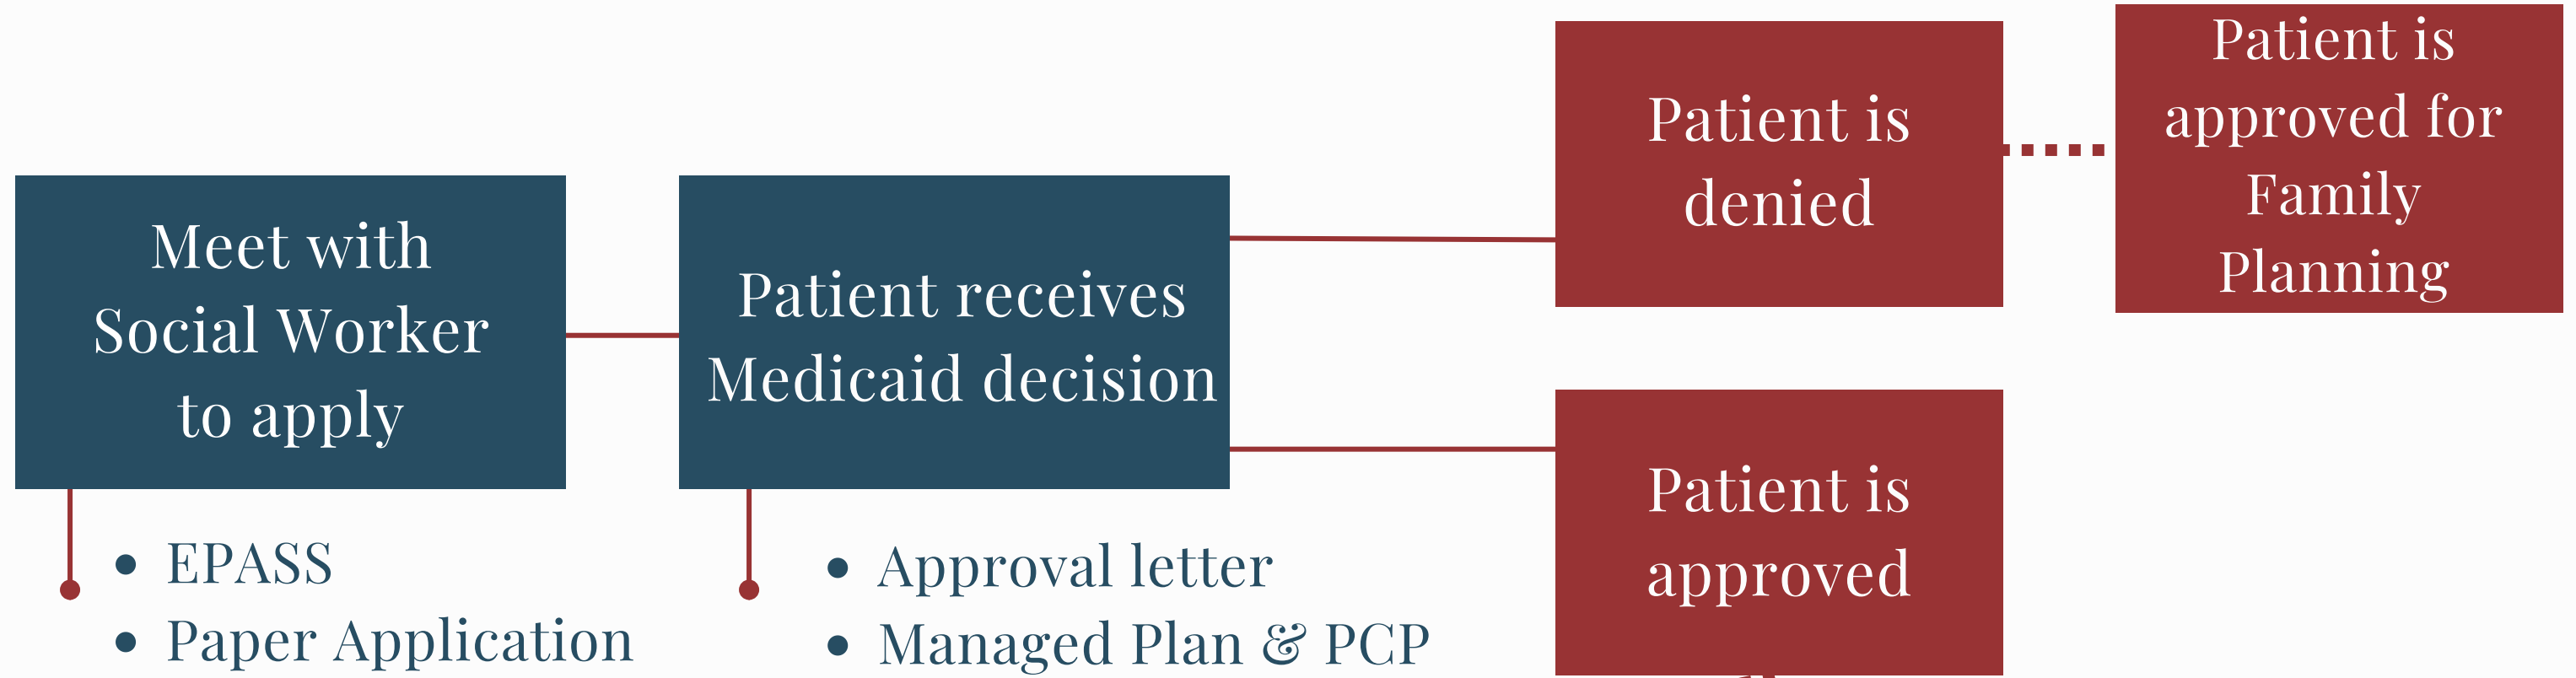 Meet with
Social Worker
to apply
EPASS
Paper Application
Patient receives
Medicaid decision
Approval letter
Managed Plan & PCP
Patient is
denied
Patient is
approved for
Family
Planning
Patient is
approved